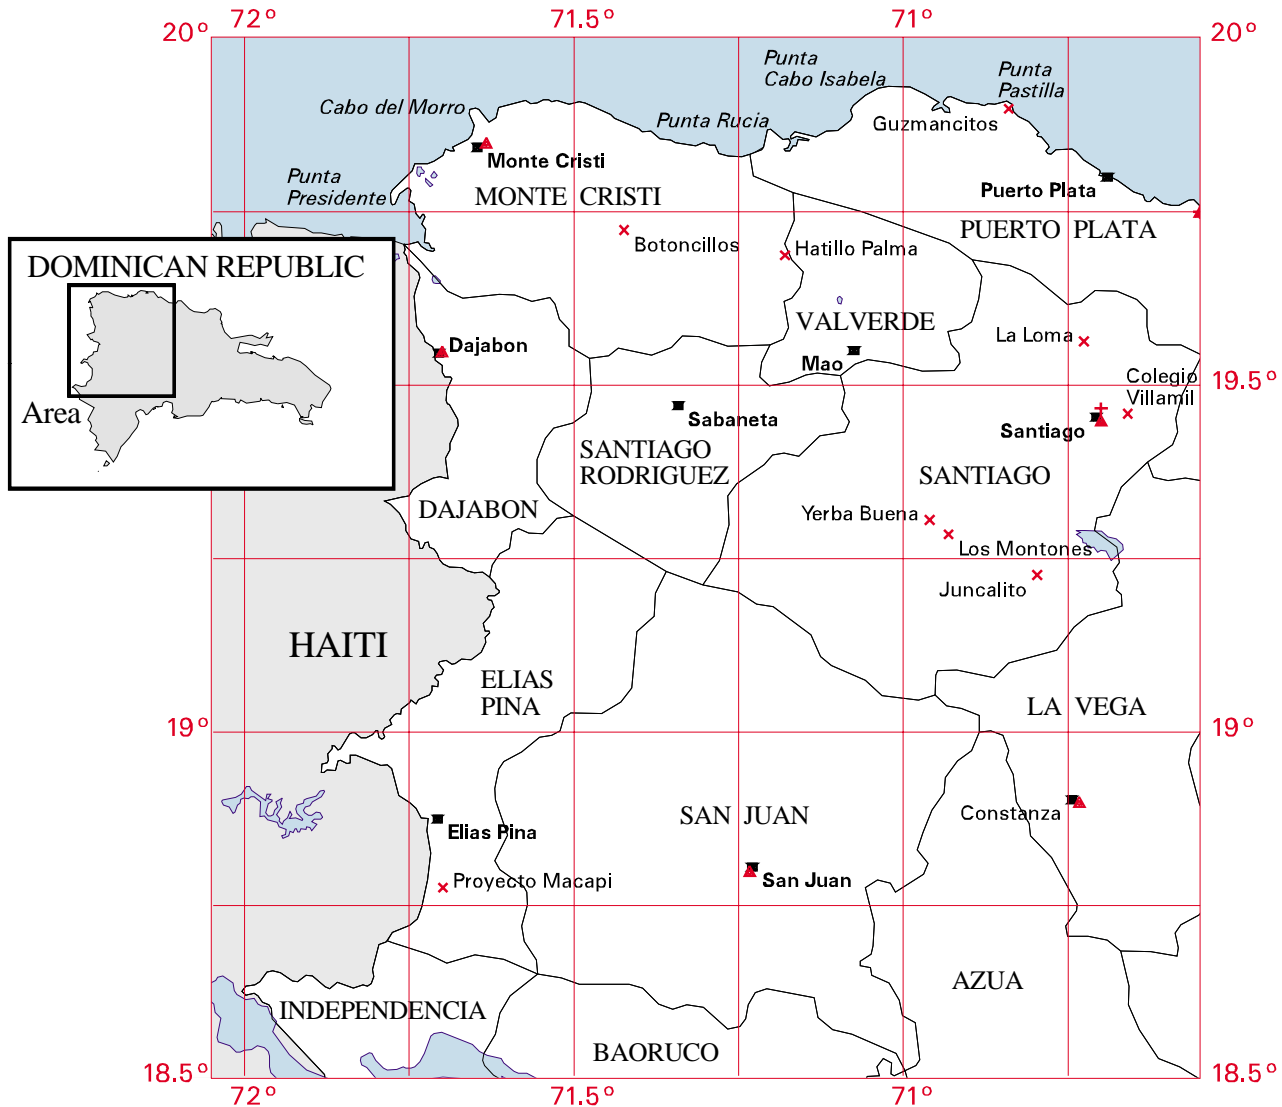 72°
71.5°
71°
20°
20°
Punta
Cabo Isabela
Punta
Pastilla
Cabo del Morro
Punta Rucia
Guzmancitos
Monte Cristi
Punta
Presidente
MONTE CRISTI
Puerto Plata
PUERTO PLATA
Botoncillos
Hatillo Palma
DOMINICAN REPUBLIC
Area
VALVERDE
La Loma
Dajabon
Mao
19.5°
Colegio
Villamil
Sabaneta
Santiago
SANTIAGO
RODRIGUEZ
SANTIAGO
DAJABON
Yerba Buena
Los Montones
Juncalito
HAITI
ELIAS
PINA
LA VEGA
19°
19°
Constanza
SAN JUAN
Elias Pina
San Juan
Proyecto Macapi
AZUA
INDEPENDENCIA
BAORUCO
18.5°
18.5°
72°
71.5°
71°